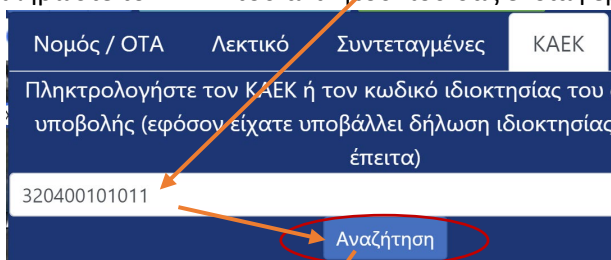 Νομός / ΟΤΑ Λεκτικό Συντεταγμένες ΚΑΕΚ
Πληκτρολογήστε τον ΚΑΕΚ ή τον κωδικό ιδιοκτησίας του
υποβολής (εφόσον είχατε υποβάλλει δήλωση ιδιοκτησίας
έπειτα)
320400101011
Αναζήτηση